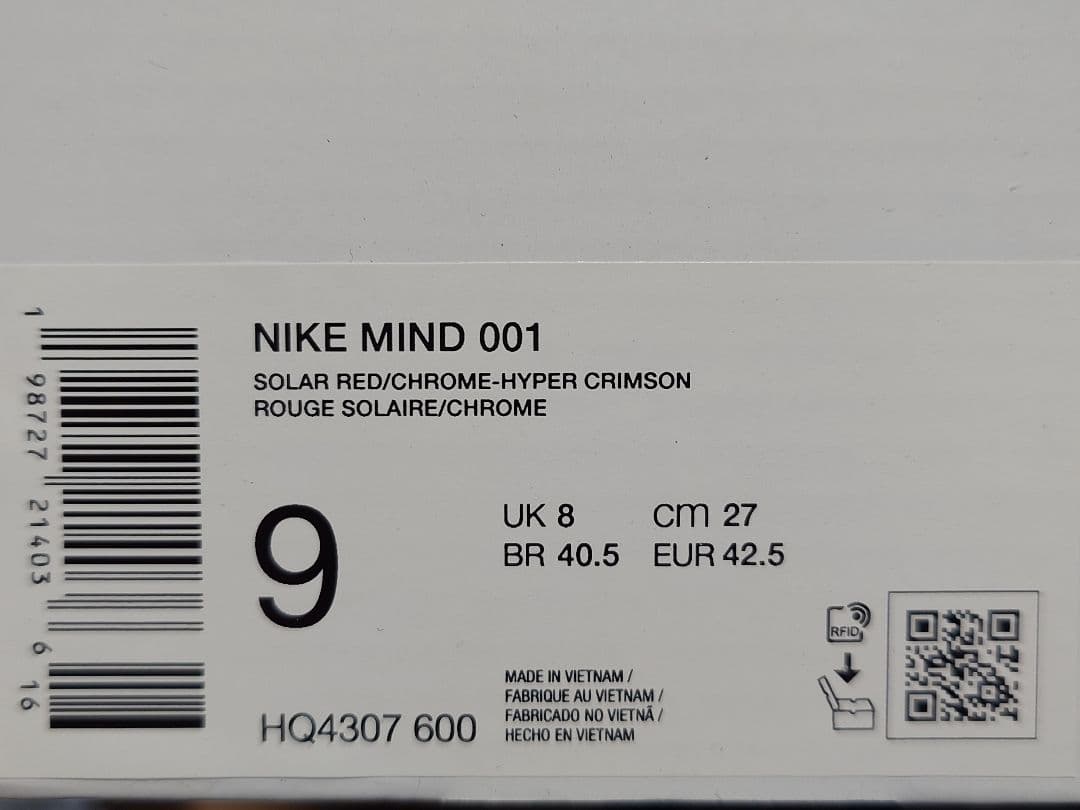 NIKE MIND 001
SOLAR RED/CHROME-HYPER CRIMSON
ROUGE SOLAIRE/CHROME
9
UK 8 cm 27
BR 40.5 EUR 42.5
MADE IN VIETNAM /
FABRIQUE AU VIETNAM /
FABRICADO NO VIETNÃ /
HECHO EN VIETNAM
HQ4307 600
RFID
1 98727 21403 6 16